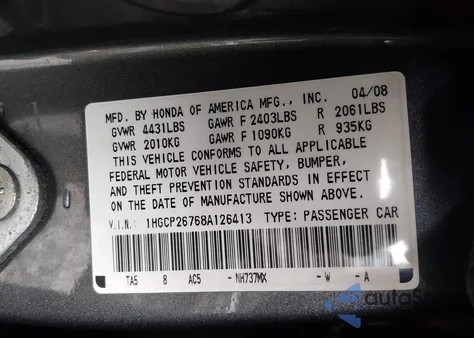 MFD. BY HONDA OF AMERICA MFG., INC. 04/08
GVWR 4431LBS GAWR F 2403LBS R 2061LBS
GVWR 2010KG GAWR F 1090KG R 935KG
THIS VEHICLE CONFORMS TO ALL APPLICABLE
FEDERAL MOTOR VEHICLE SAFETY, BUMPER,
AND THEFT PREVENTION STANDARDS IN EFFECT
ON THE DATE OF MANUFACTURE SHOWN ABOVE.
V.I.N.: 1HGCP26768A126413 TYPE: PASSENGER CAR
TA5 8 AC5 -NH737MX -W -A